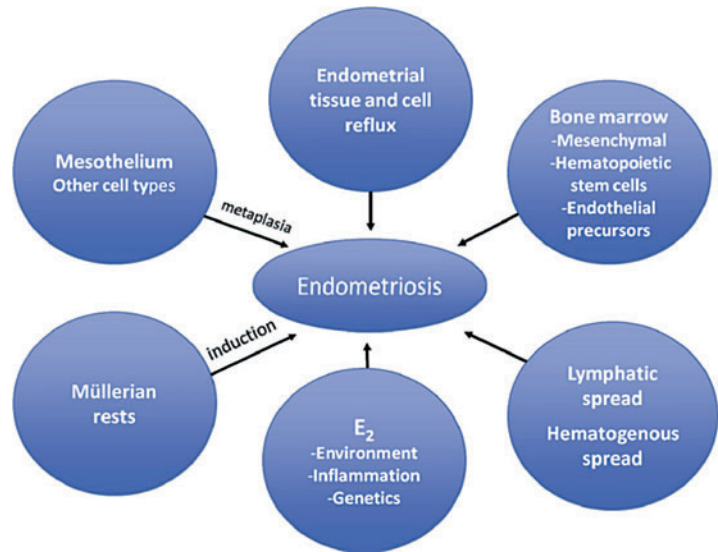 Endometrial
tissue and cell
reflux
Mesothelium
Other cell types
Bone marrow
-Mesenchymal
-Hematopoietic
stem cells
-Endothelial
precursors
metaplasia
Endometriosis
induction
Müllerian
rests
E₂
-Environment
-Inflammation
-Genetics
Lymphatic
spread
Hematogenous
spread